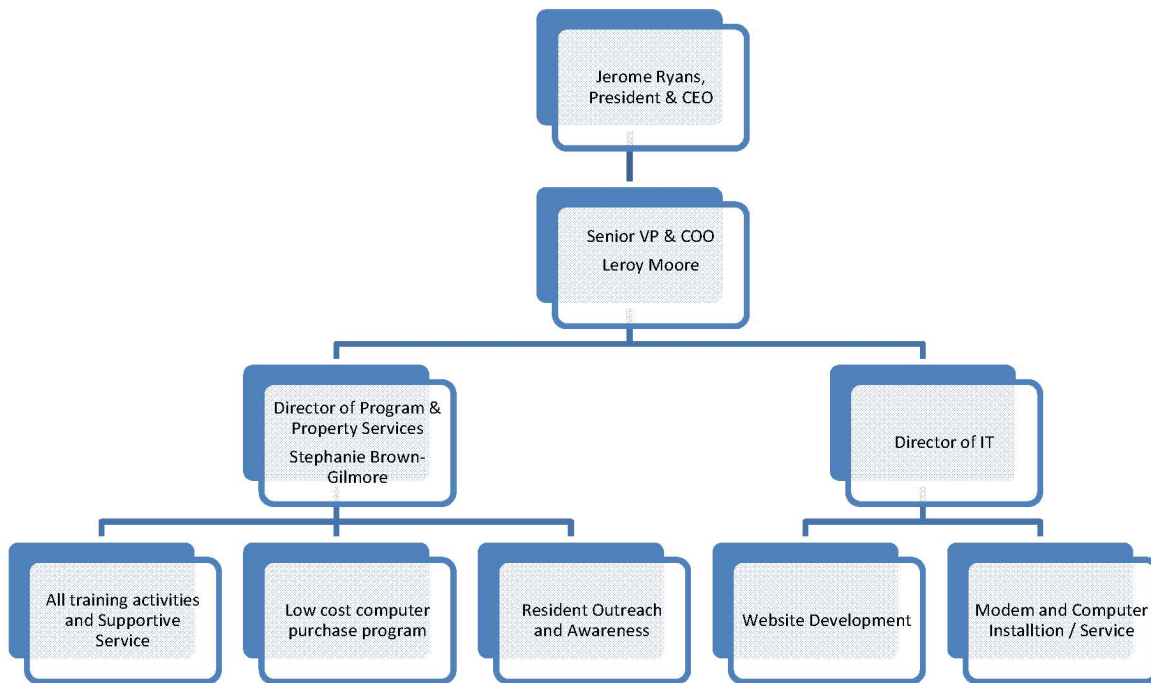 Jerome Ryans,
President & CEO
Senior VP & COO
Leroy Moore
Director of Program &
Property Services
Stephanie Brown-
Gilmore
Director of IT
All training activities
and Supportive
Service
Low cost computer
purchase program
Resident Outreach
and Awareness
Website Development
Modem and Computer
Installtion / Service